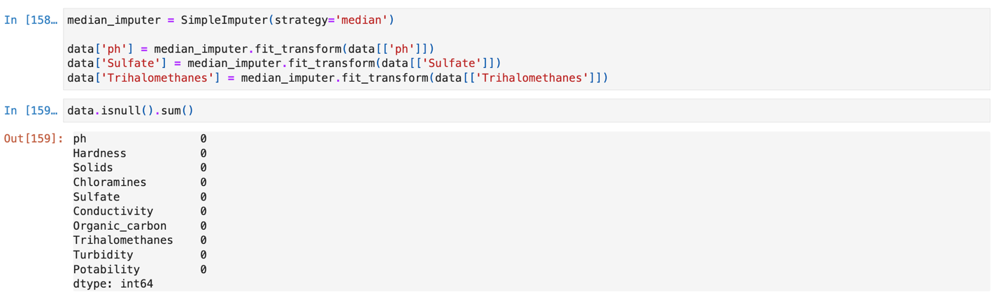 In [158… median_imputer = SimpleImputer(strategy='median')
data['ph'] = median_imputer.fit_transform(data[['ph']])
data['Sulfate'] = median_imputer.fit_transform(data[['Sulfate']])
data['Trihalomethanes'] = median_imputer.fit_transform(data[['Trihalomethanes']])
In [159… data.isnull().sum()
Out[159]: ph 0
Hardness 0
Solids 0
Chloramines 0
Sulfate 0
Conductivity 0
Organic_carbon 0
Trihalomethanes 0
Turbidity 0
Potability 0
dtype: int64